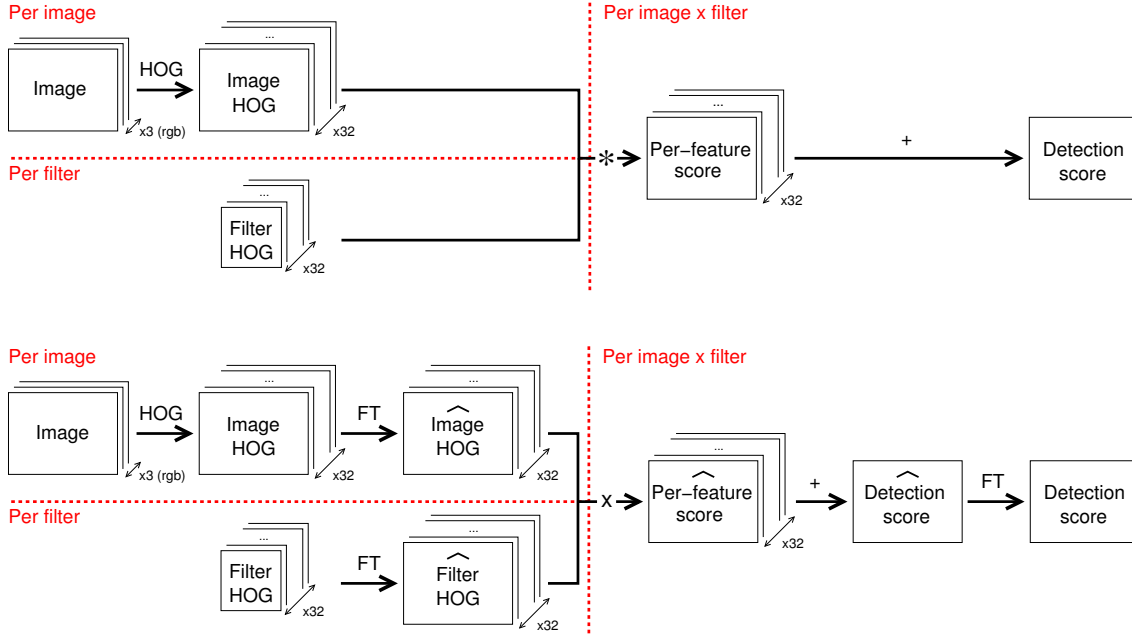 Per image
Per image x filter
Image
x3 (rgb)
HOG
...
Image
HOG
x32
Per filter
...
Filter
HOG
x32
*
...
Per−feature
score
x32
+
Detection
score
Per image
Per image x filter
Image
x3 (rgb)
HOG
...
Image
HOG
x32
FT
...
Image
HOG
x32
Per filter
...
Filter
HOG
x32
FT
...
Filter
HOG
x32
x
...
Per−feature
score
x32
+
Detection
score
FT
Detection
score